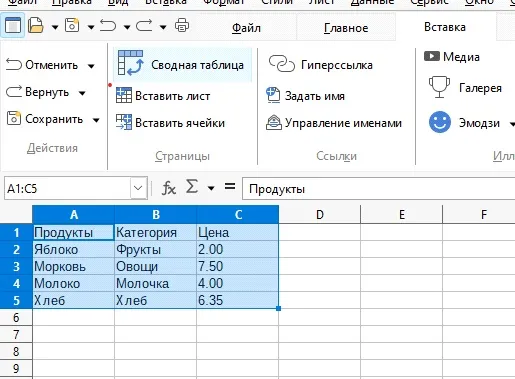 Файл Правка Вид Вставка Формат Стили Лист Данные Сервис Окно
Файл Главное Вставка
Отменить Сводная таблица Гиперссылка Медиа
Вернуть Вставить лист Задать имя Галерея
Сохранить Вставить ячейки Управление именами Эмодзи
Действия Страницы Ссылки Илл
A1:C5 fx Σ = Продукты
A B C D E F
1 Продукты Категория Цена
2 Яблоко Фрукты 2.00
3 Морковь Овощи 7.50
4 Молоко Молочка 4.00
5 Хлеб Хлеб 6.35
6
7
8
9